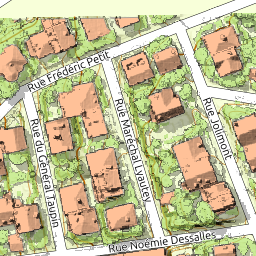 Rue Frédéric Petit
Rue Maréchal Lyautey
Rue Jolimont
Rue du Général Taupin
Rue Noémie Dessalles